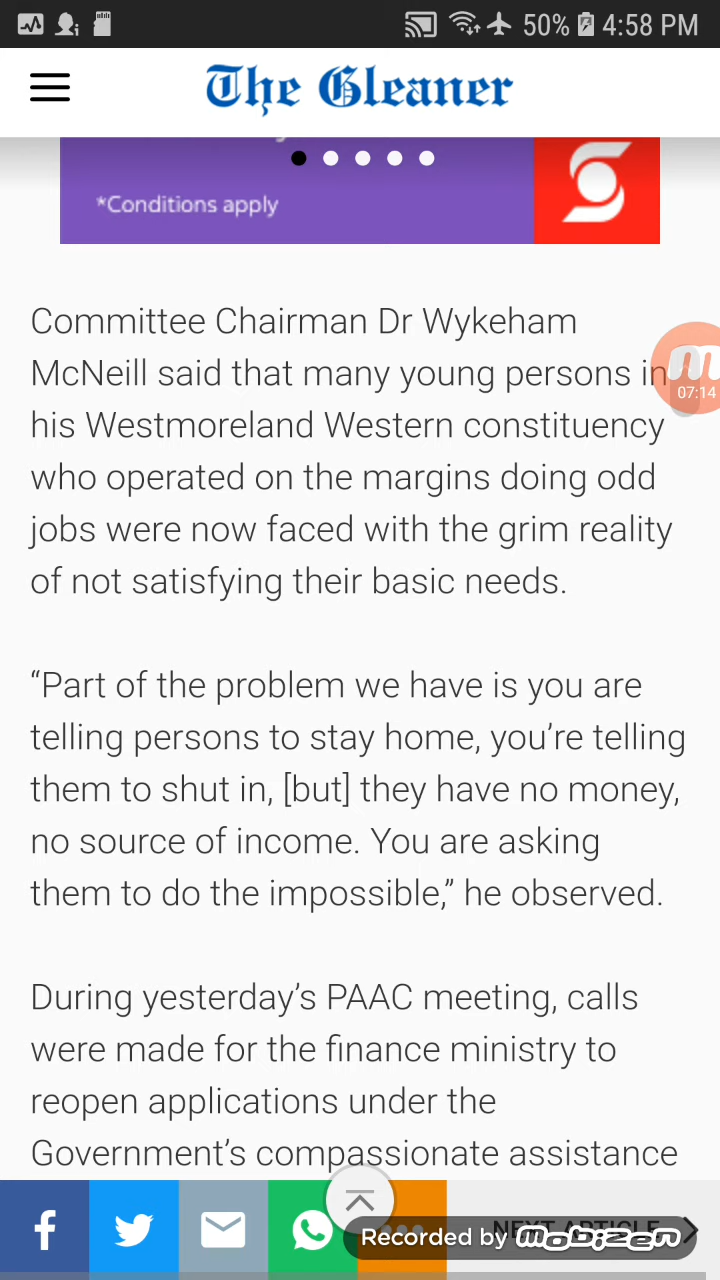 50% 4:58 PM
The Gleaner
*Conditions apply
Committee Chairman Dr Wykeham
McNeill said that many young persons in
07:14
his Westmoreland Western constituency
who operated on the margins doing odd
jobs were now faced with the grim reality
of not satisfying their basic needs.
“Part of the problem we have is you are
telling persons to stay home, you’re telling
them to shut in, [but] they have no money,
no source of income. You are asking
them to do the impossible,” he observed.
During yesterday’s PAAC meeting, calls
were made for the finance ministry to
reopen applications under the
Government’s compassionate assistance
NEXT ARTICLE
Recorded by mobizen